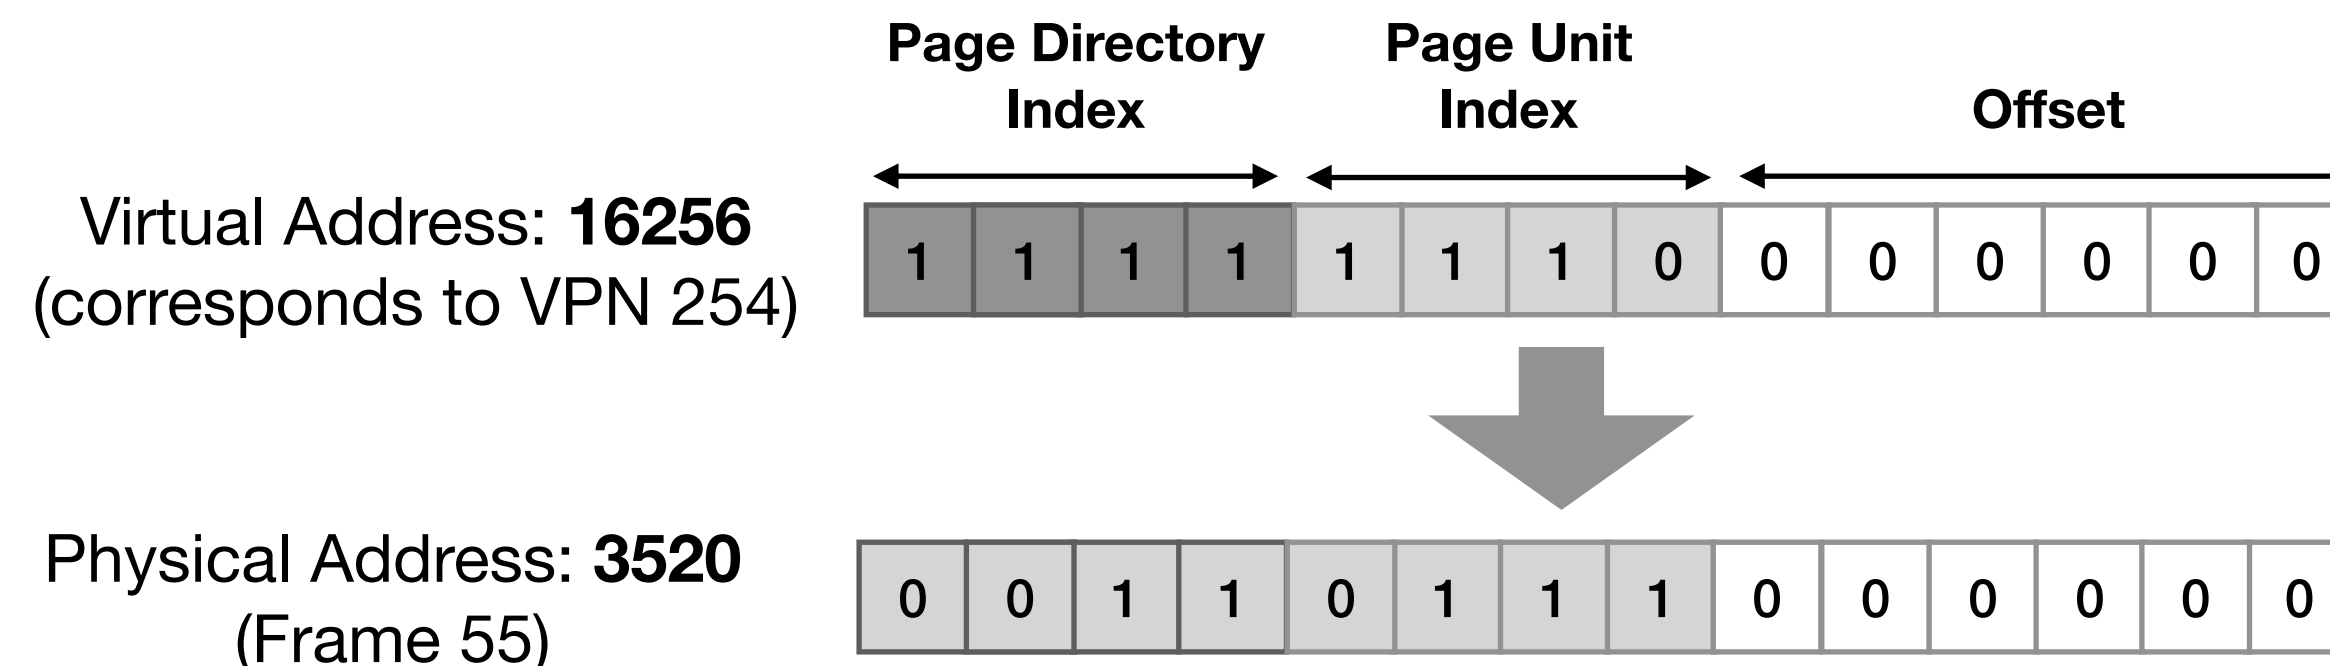 Page Directory
Index
Page Unit
Index
Offset
Virtual Address: 16256
(corresponds to VPN 254)
1 1 1 1 1 1 1 0 0 0 0 0 0 0
Physical Address: 3520
(Frame 55)
0 0 1 1 0 1 1 1 0 0 0 0 0 0